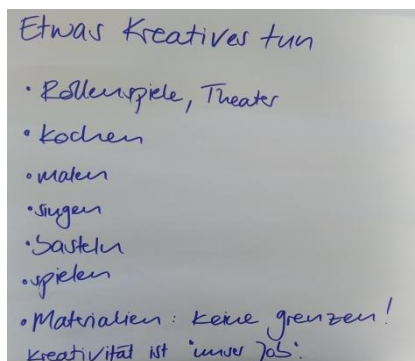 Etwas Kreatives tun
• Rollenspiele, Theater
• kochen
• malen
• singen
• basteln
• spielen
• Materialien: keine grenzen!
Kreativität ist "unser Job".